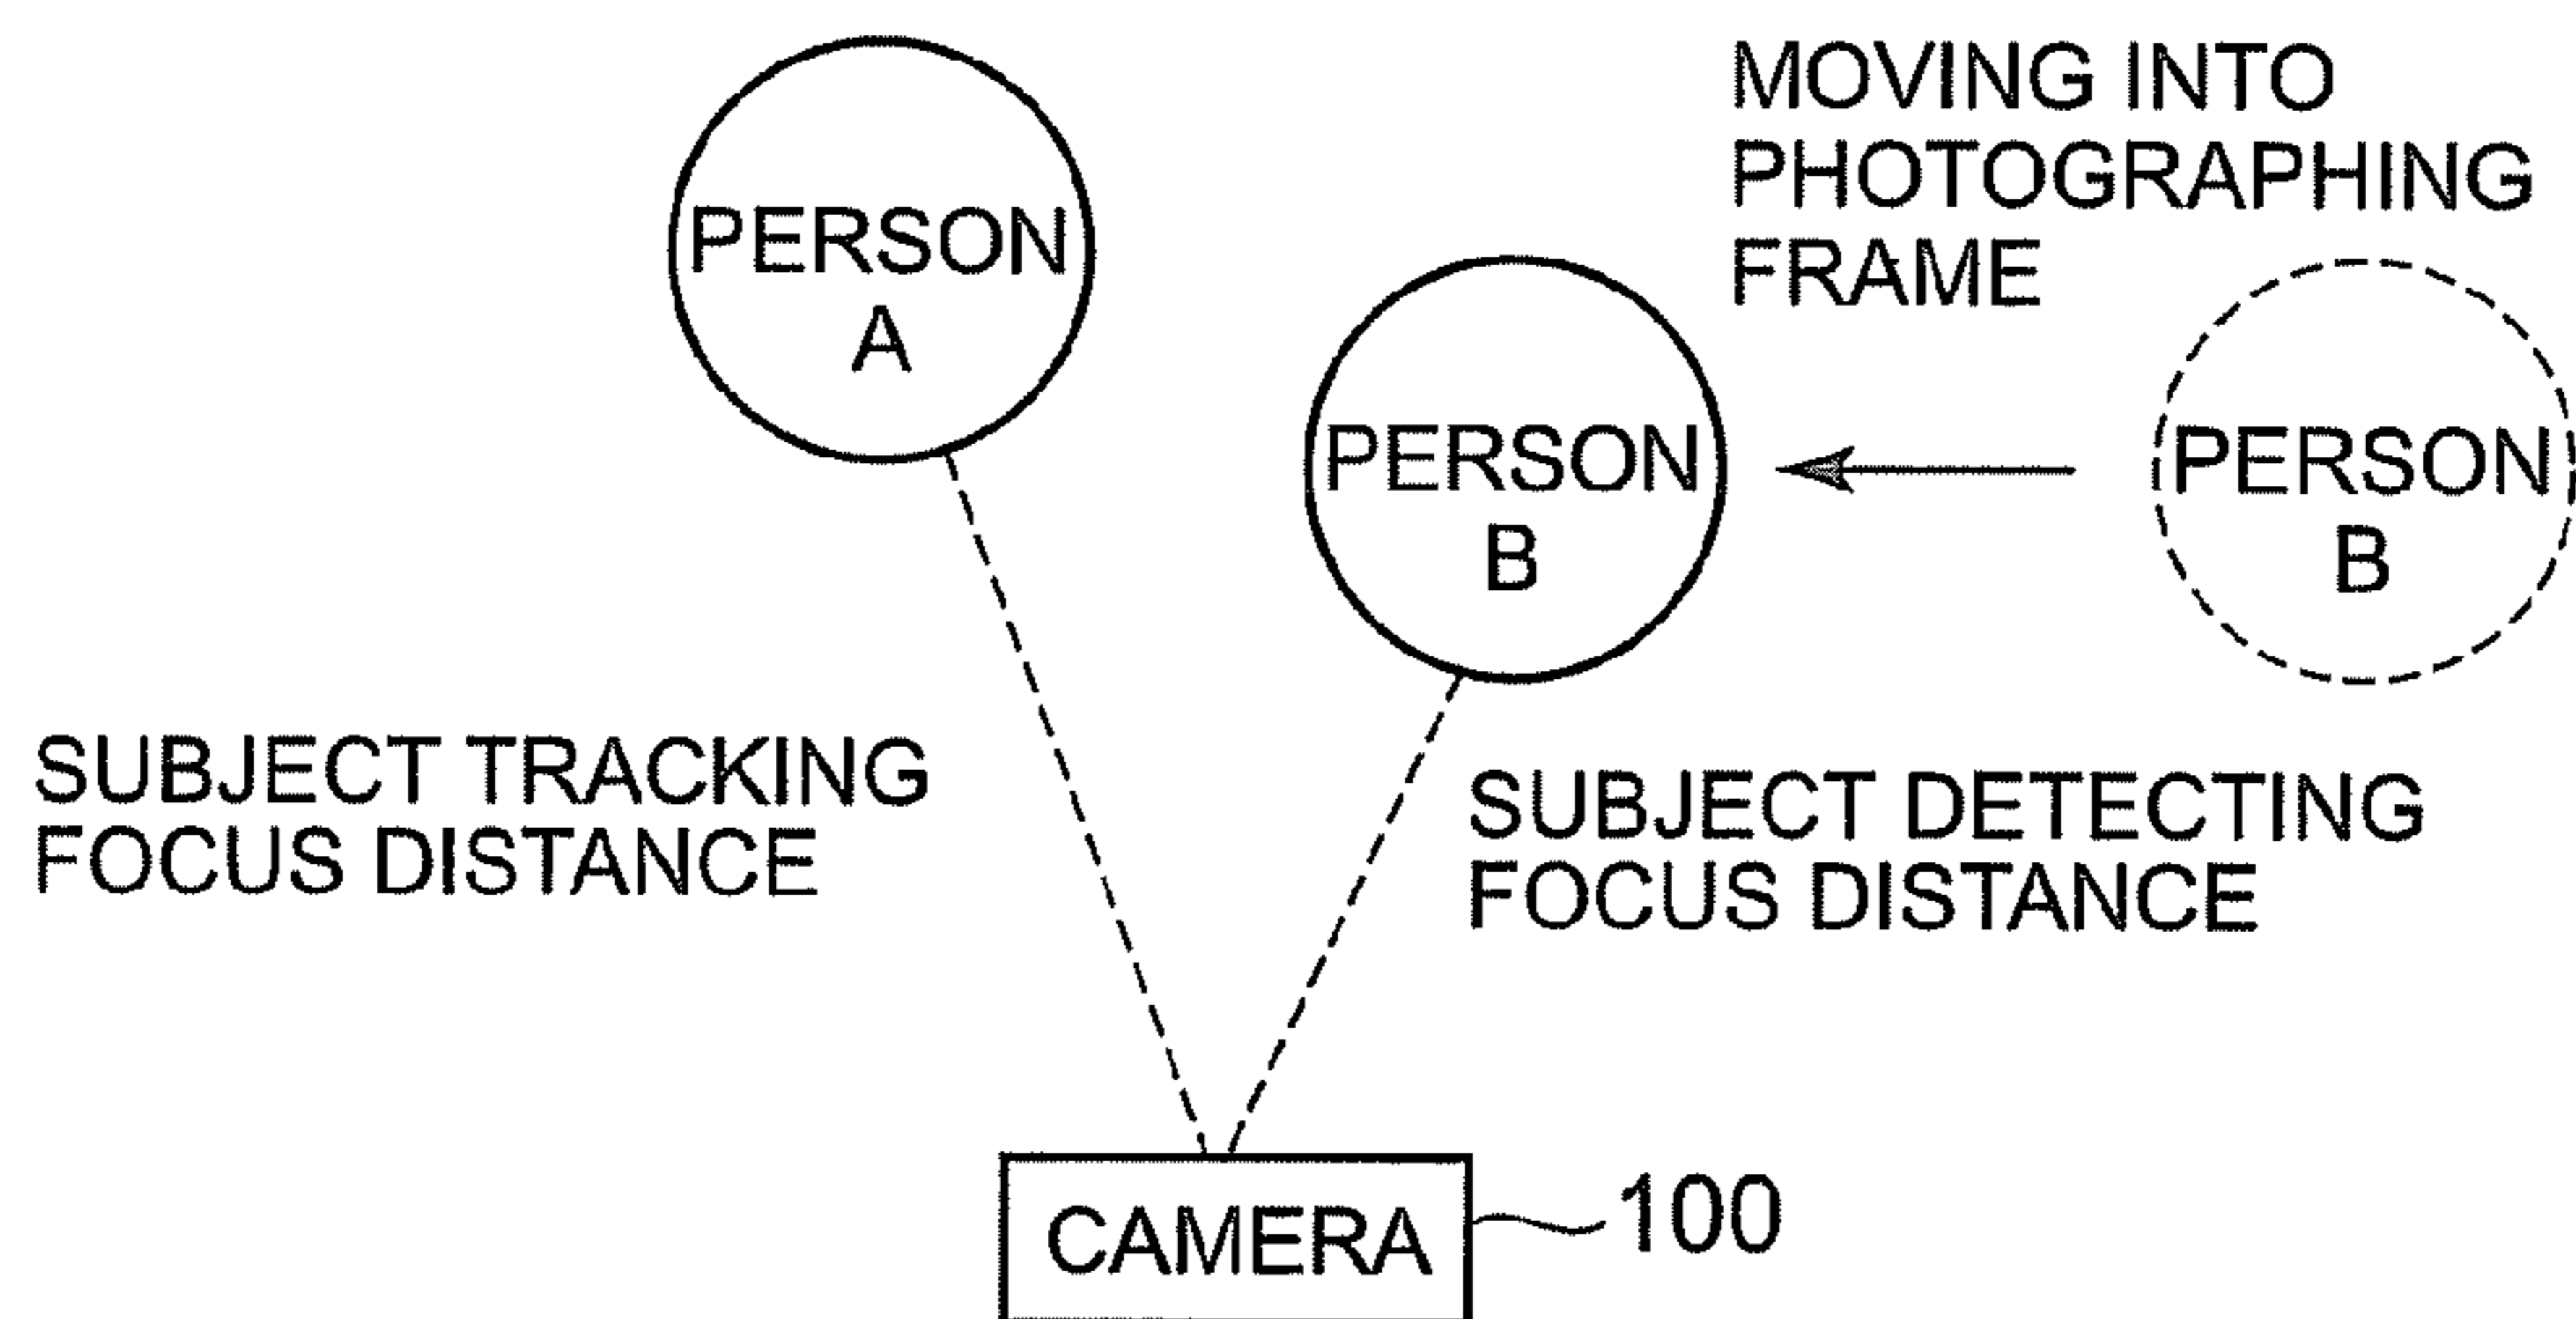 PERSON
A
MOVING INTO
PHOTOGRAPHING
FRAME
PERSON
B
PERSON
B
SUBJECT TRACKING
FOCUS DISTANCE
SUBJECT DETECTING
FOCUS DISTANCE
CAMERA
100